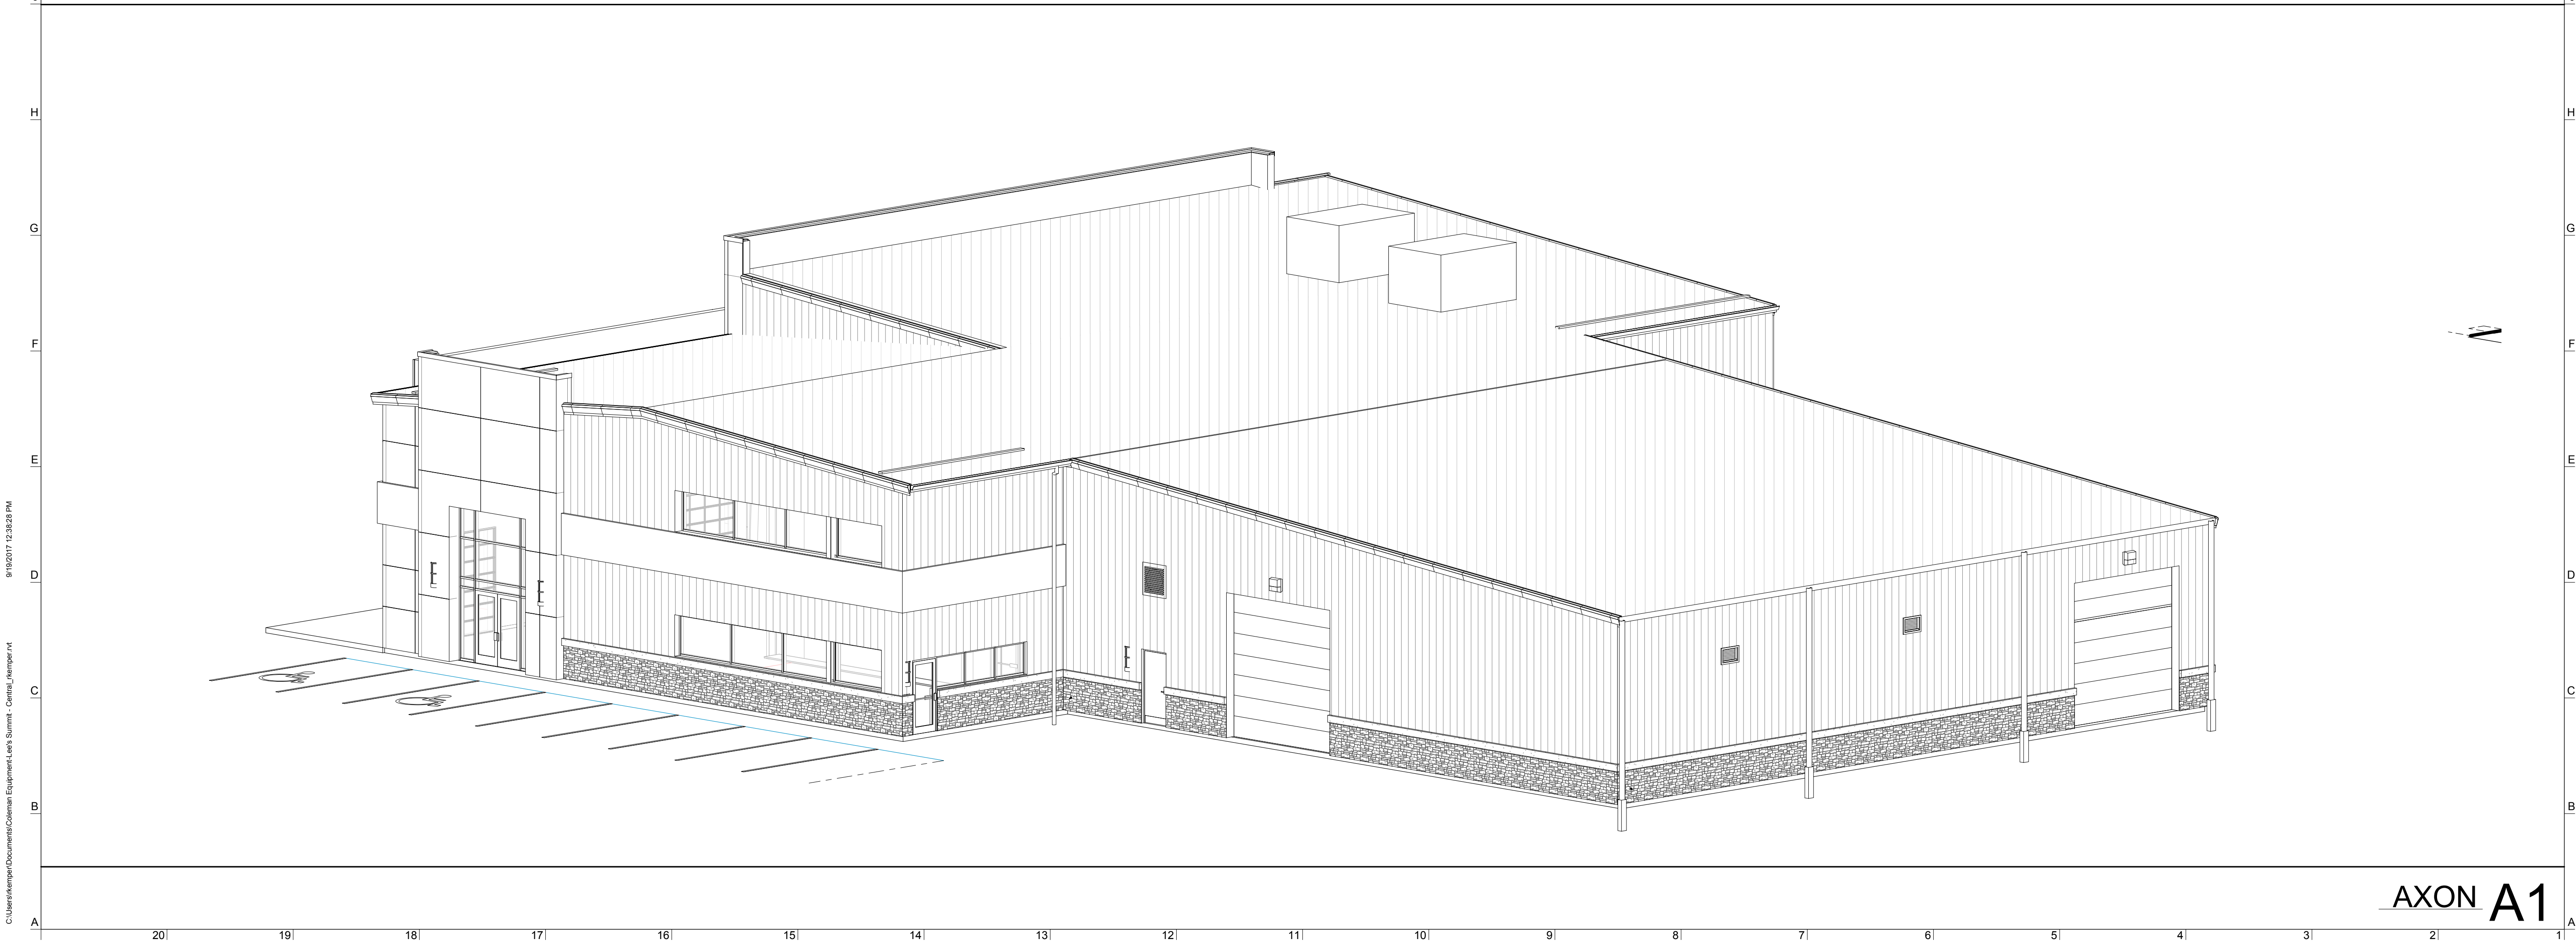 H
H
G
G
F
F
E
E
D
D
C
C
B
B
A
A
9/19/2017 12:38:28 PM
C:\Users\rkemper\Documents\Coleman Equipment-Lee's Summit - Central_rkemper.rvt
AXON A1
20 19 18 17 16 15 14 13 12 11 10 9 8 7 6 5 4 3 2 1